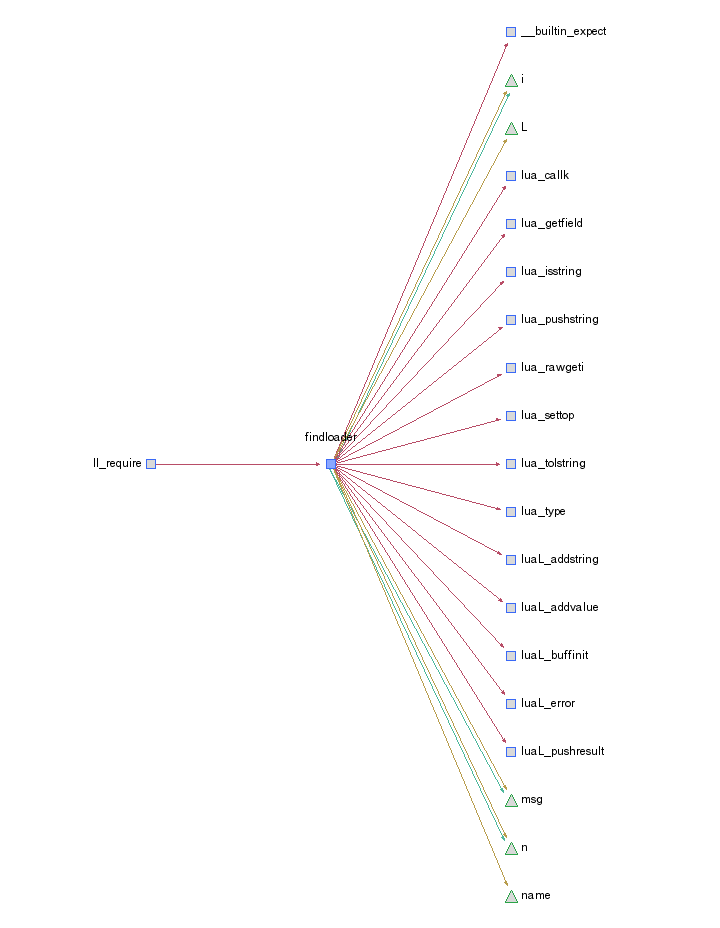 __builtin_expect
i
L
lua_callk
lua_getfield
lua_isstring
lua_pushstring
lua_rawgeti
lua_settop
findloader
ll_require
lua_tolstring
lua_type
luaL_addstring
luaL_addvalue
luaL_buffinit
luaL_error
luaL_pushresult
msg
n
name